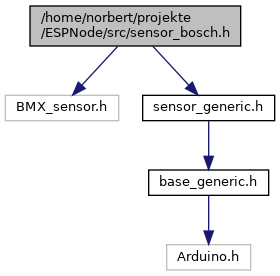 /home/norbert/projekte
/ESPNode/src/sensor_bosch.h
BMX_sensor.h
sensor_generic.h
base_generic.h
Arduino.h